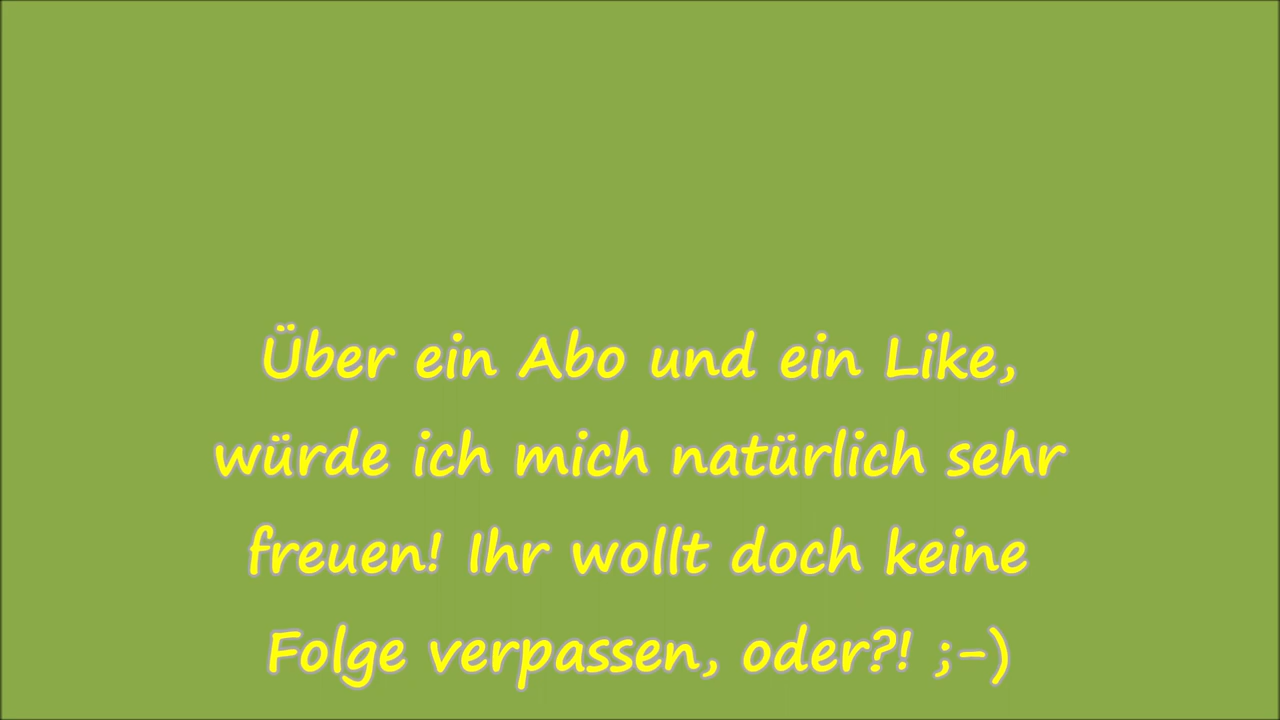 Über ein Abo und ein Like,
würde ich mich natürlich sehr
freuen! Ihr wollt doch keine
Folge verpassen, oder?! ;-)